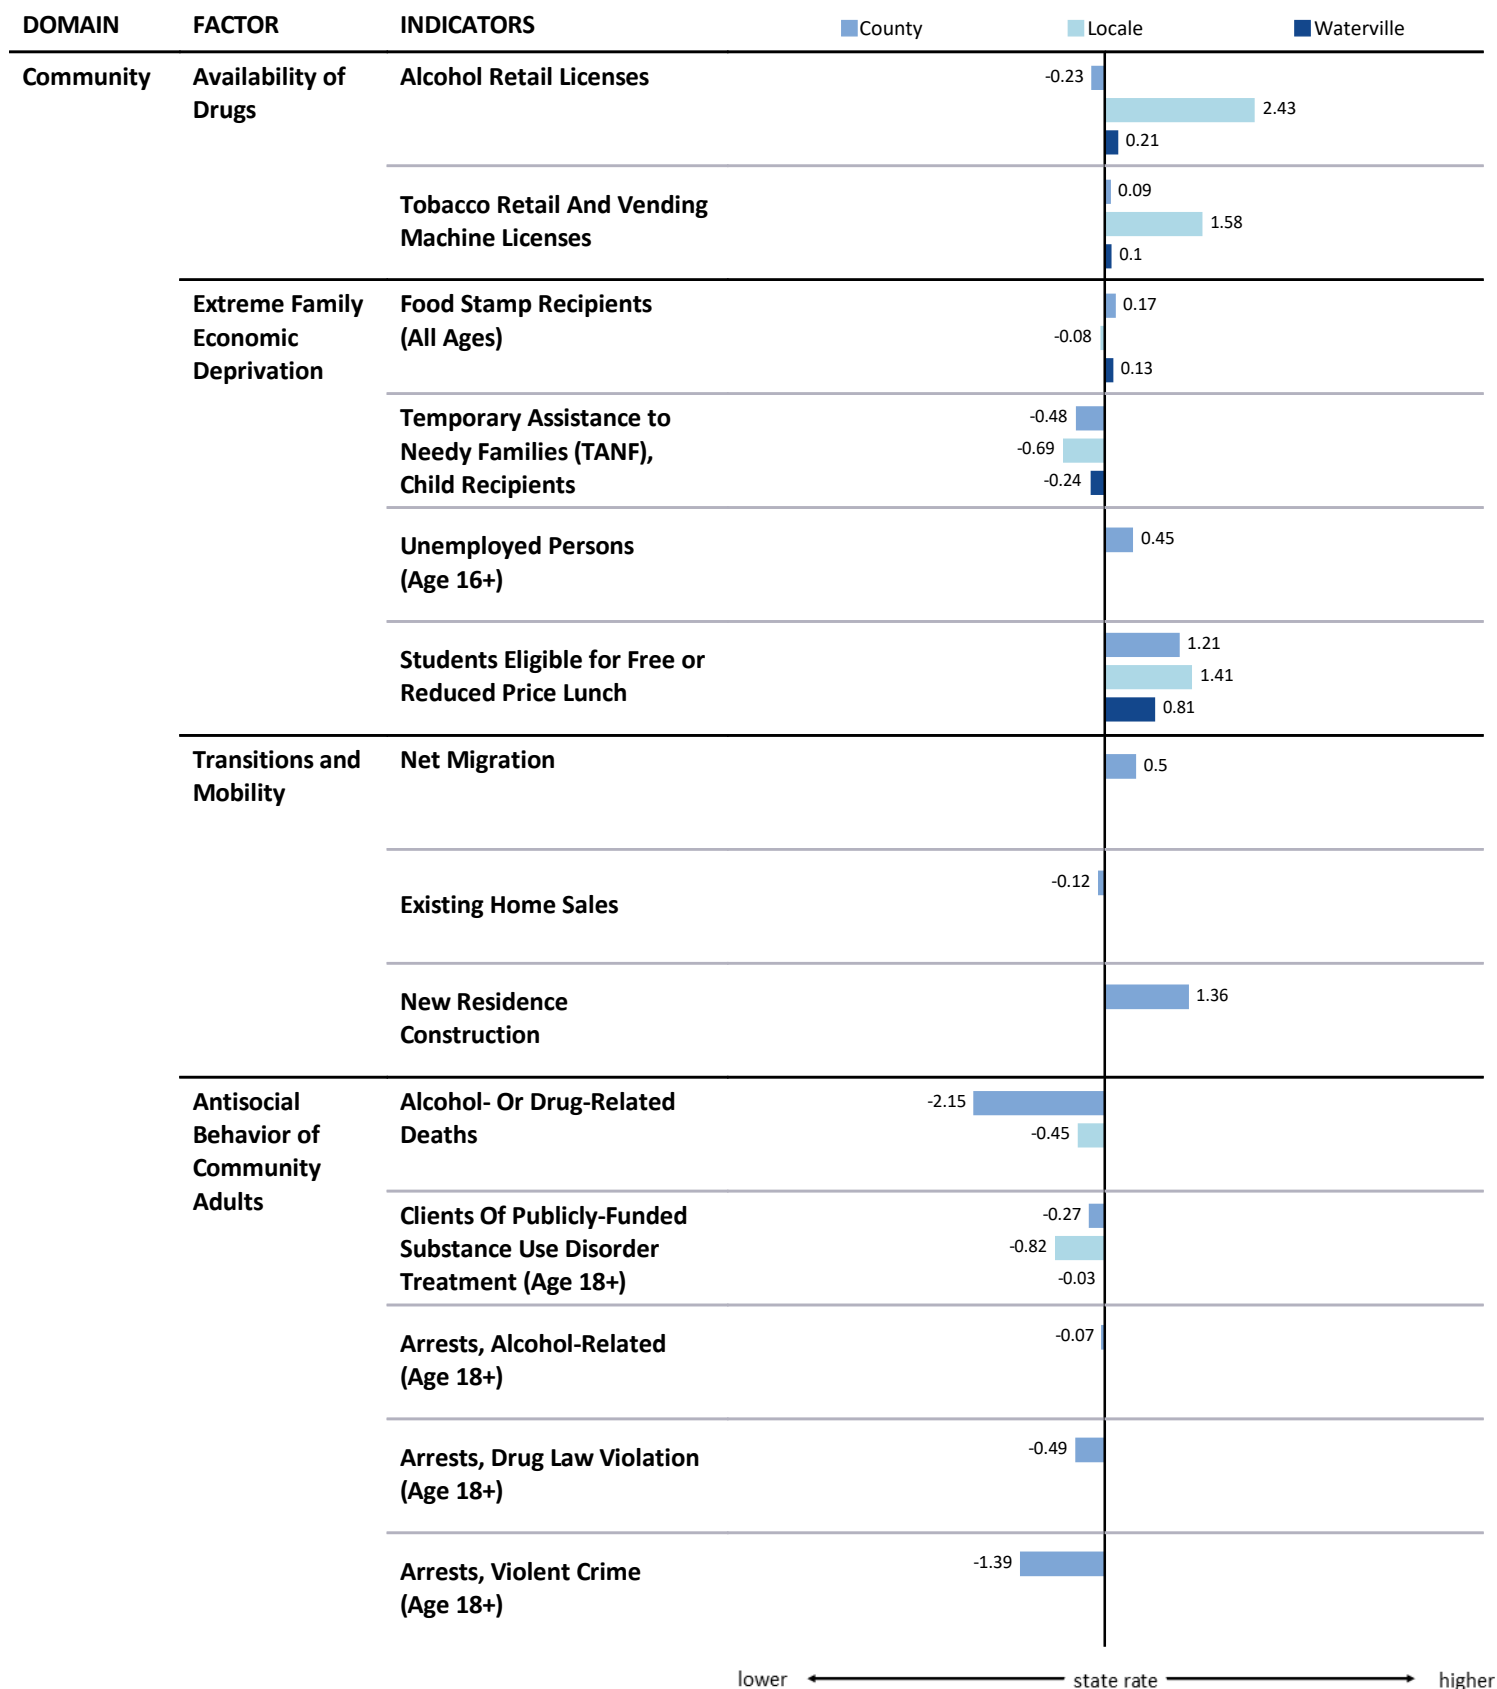 DOMAIN FACTOR INDICATORS County Locale Waterville
Community Availability of Alcohol Retail Licenses -0.23
Drugs 2.43
0.21
0.09
Tobacco Retail And Vending 1.58
Machine Licenses 0.1
Extreme Family Food Stamp Recipients 0.17
Economic (All Ages) -0.08
Deprivation 0.13
Temporary Assistance to -0.48
Needy Families (TANF), -0.69
Child Recipients -0.24
Unemployed Persons 0.45
(Age 16+)
1.21
Students Eligible for Free or 1.41
Reduced Price Lunch 0.81
Transitions and Net Migration 0.5
Mobility
-0.12
Existing Home Sales
New Residence 1.36
Construction
Antisocial Alcohol- Or Drug-Related -2.15
Behavior of Deaths -0.45
Community
Adults
Clients Of Publicly-Funded -0.27
Substance Use Disorder -0.82
Treatment (Age 18+) -0.03
Arrests, Alcohol-Related -0.07
(Age 18+)
Arrests, Drug Law Violation -0.49
(Age 18+)
Arrests, Violent Crime -1.39
(Age 18+)
lower state rate higher